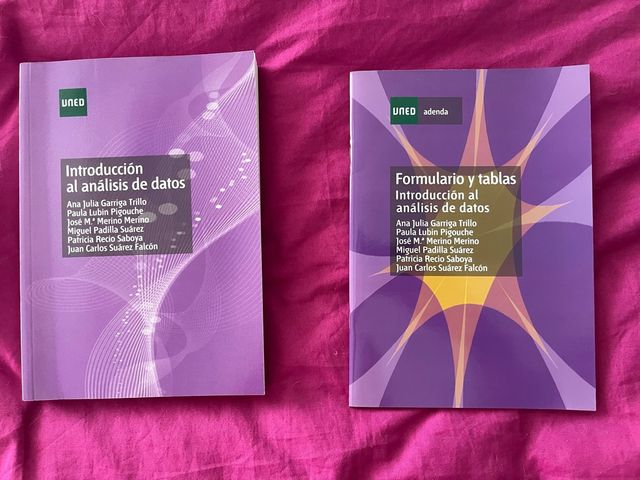 UNED
Introducción
al análisis de datos
Ana Julia Garriga Trillo
Paula Lubin Pigouche
José M.ª Merino Merino
Miguel Padilla Suárez
Patricia Recio Saboya
Juan Carlos Suárez Falcón
UNED adenda
Formulario y tablas
Introducción al
análisis de datos
Ana Julia Garriga Trillo
Paula Lubin Pigouche
José M.ª Merino Merino
Miguel Padilla Suárez
Patricia Recio Saboya
Juan Carlos Suárez Falcón